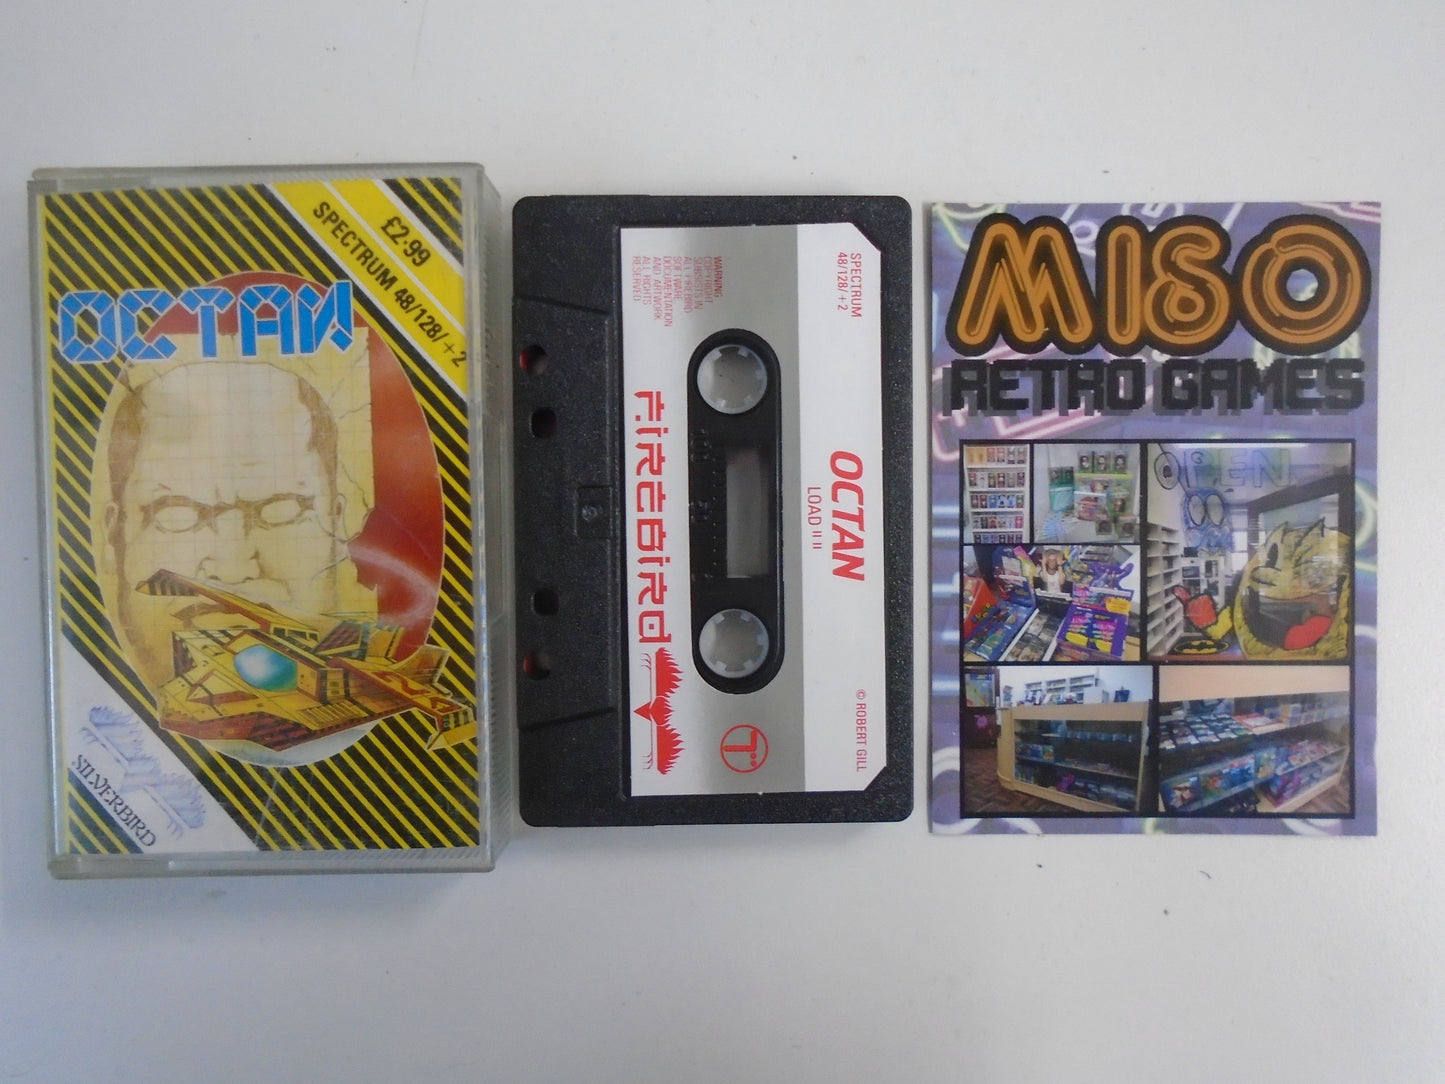 £2.99
SPECTRUM 48/128/+2
OCTAN
SILVERBIRD
SPECTRUM
48/128/+2
WARNING
COPYRIGHT
SUBSISTS IN
ALL FIREBIRD
SOFTWARE
DOCUMENTATION
AND ARTWORK
ALL RIGHTS
RESERVED
FIREBIRD
OCTAN
LOAD " "
© ROBERT GILL
MISO
RETRO GAMES
OPEN